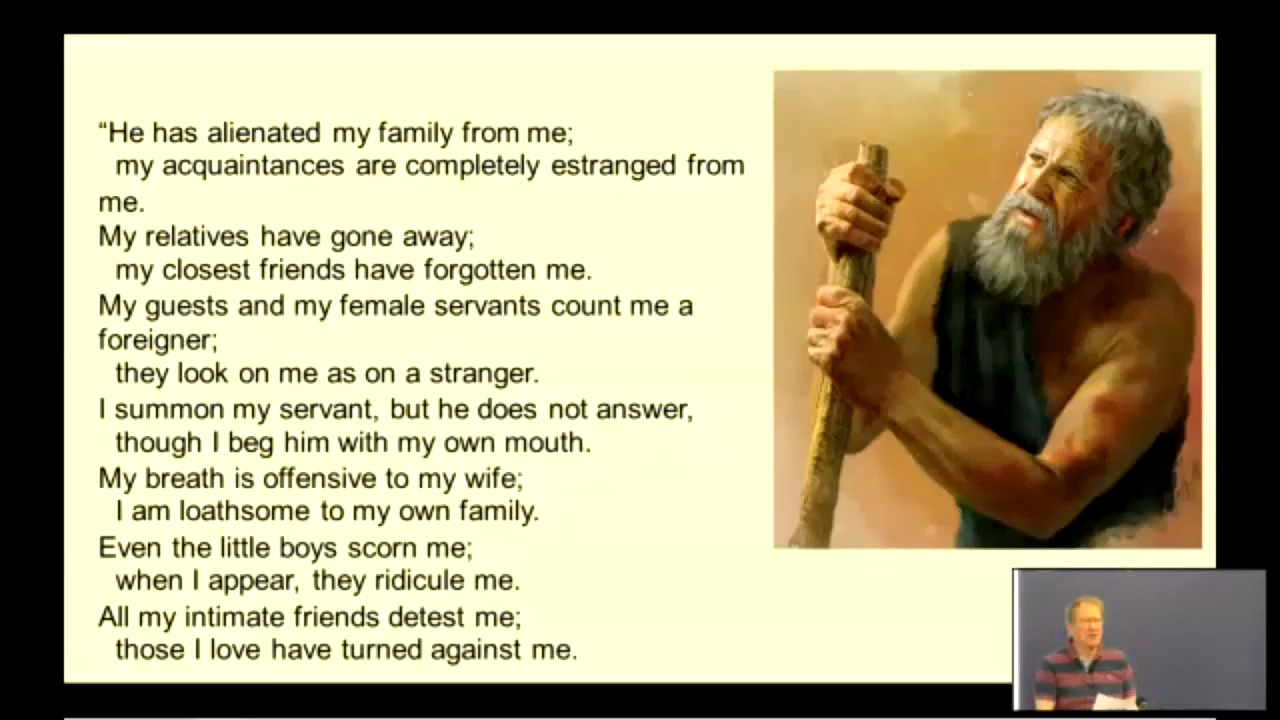 “He has alienated my family from me;
my acquaintances are completely estranged from
me.
My relatives have gone away;
my closest friends have forgotten me.
My guests and my female servants count me a
foreigner;
they look on me as on a stranger.
I summon my servant, but he does not answer,
though I beg him with my own mouth.
My breath is offensive to my wife;
I am loathsome to my own family.
Even the little boys scorn me;
when I appear, they ridicule me.
All my intimate friends detest me;
those I love have turned against me.